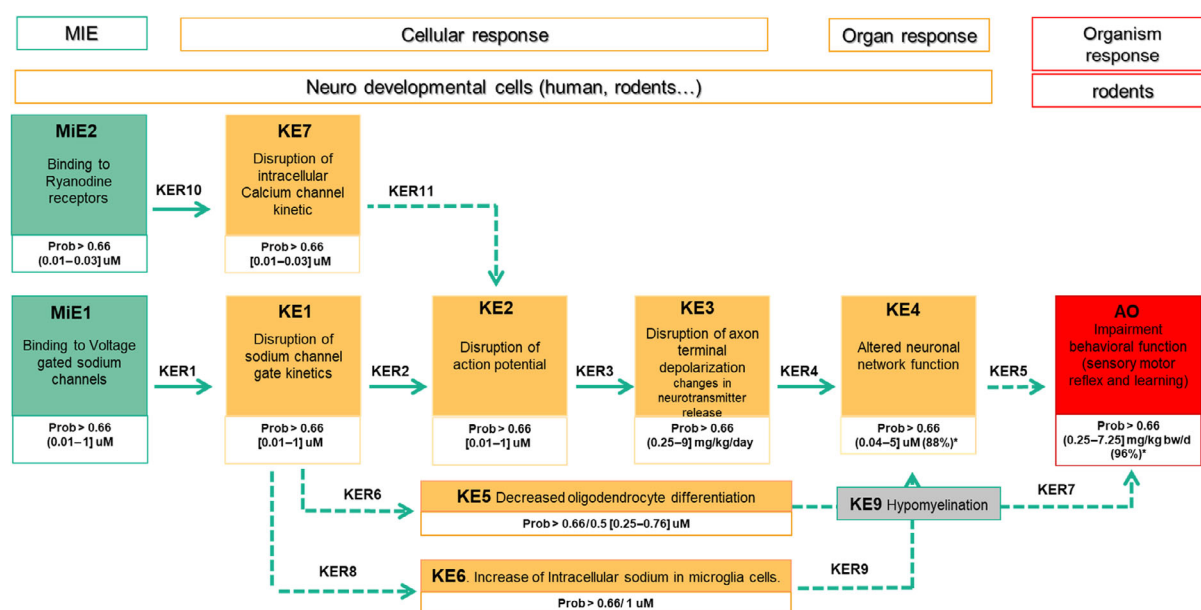 MIE
Cellular response
Organ response
Organism
response
Neuro developmental cells (human, rodents…)
rodents
MiE2
Binding to
Ryanodine
receptors
Prob > 0.66
(0.01–0.03] uM
KER10
KE7
Disruption of
intracellular
Calcium channel
kinetic
Prob > 0.66
[0.01–0.03] uM
KER11
MiE1
Binding to Voltage
gated sodium
channels
Prob > 0.66
(0.01–1] uM
KER1
KE1
Disruption of
sodium channel
gate kinetics
Prob > 0.66
[0.01–1] uM
KER2
KE2
Disruption of
action potential
Prob > 0.66
[0.01–1] uM
KER3
KE3
Disruption of axon
terminal
depolarization
changes in
neurotransmitter
release
Prob > 0.66
(0.25–9] mg/kg/day
KER4
KE4
Altered neuronal
network function
Prob > 0.66
(0.04–5] uM (88%)*
KER5
AO
Impairment
behavioral function
(sensory motor
reflex and learning)
Prob > 0.66
(0.25–7.25] mg/kg bw/d
(96%)*
KER6
KE5 Decreased oligodendrocyte differentiation
Prob > 0.66/0.5 [0.25–0.76] uM
KE9 Hypomyelination
KER7
KER8
KE6. Increase of Intracellular sodium in microglia cells.
Prob > 0.66/ 1 uM
KER9